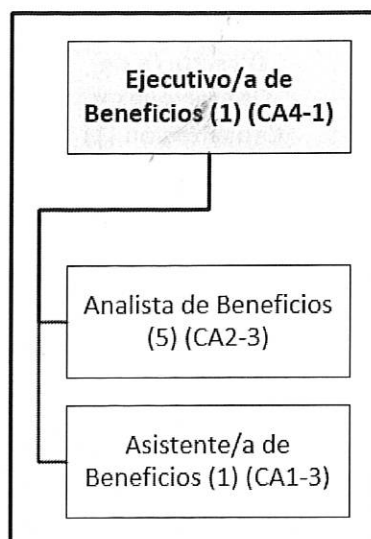 Ejecutivo/a de
Beneficios (1) (CA4-1)
Analista de Beneficios
(5) (CA2-3)
Asistente/a de
Beneficios (1) (CA1-3)